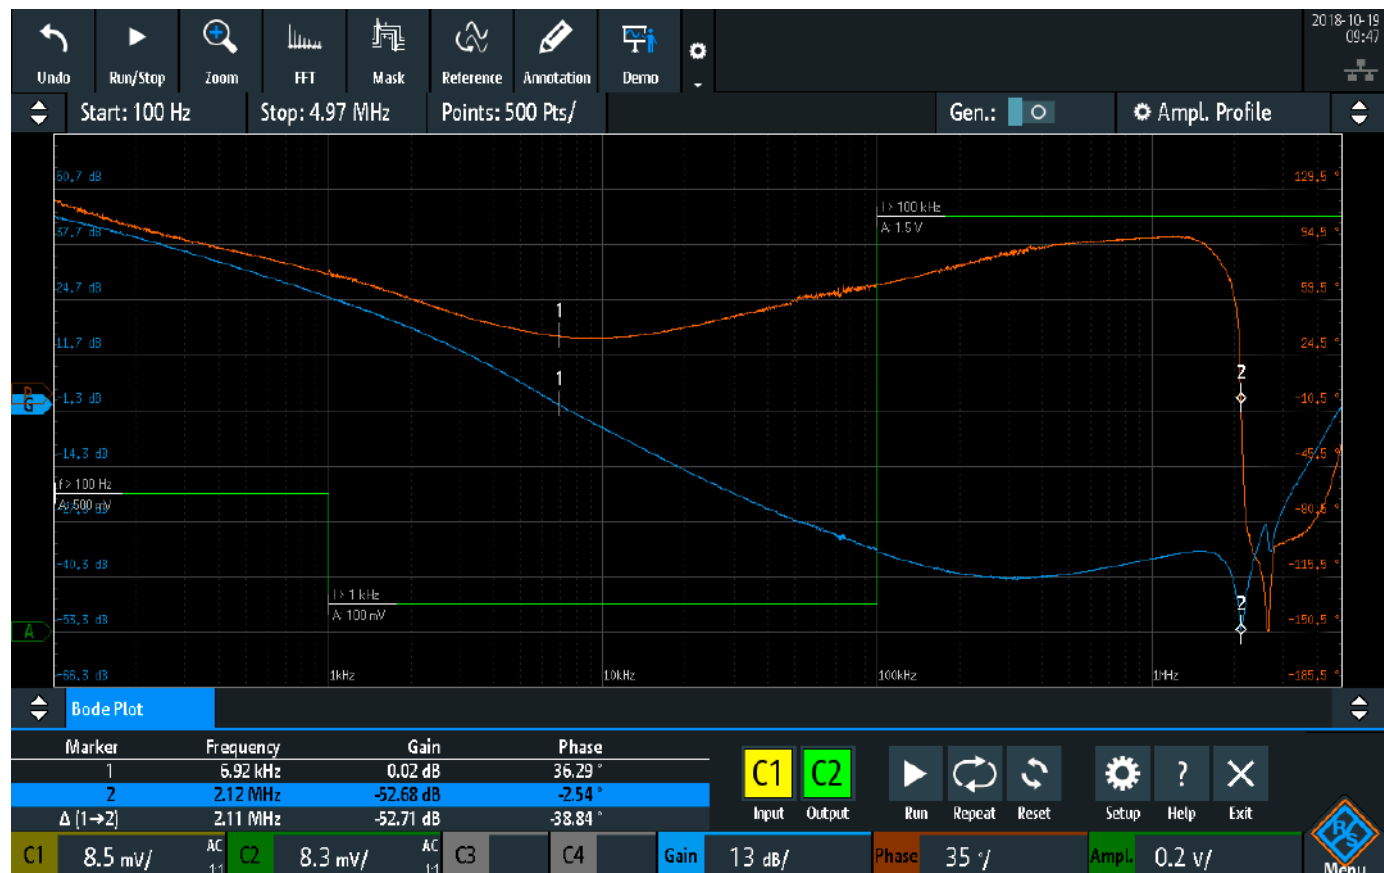 2018-10-19
09:47
Undo Run/Stop Zoom FFT Mask Reference Annotation Demo
Start: 100 Hz Stop: 4.97 MHz Points: 500 Pts/ Gen.: Ampl. Profile
50,7 dB 129,5 °
f> 100 kHz
A: 1.5 V
37,7 dB 94,5 °
24,7 dB 59,5 °
1
11,7 dB 24,5 °
1 2
G -1,3 dB -10,5 °
-14,3 dB -45,5 °
f> 100 Hz
A: 500 mV
-80,5 °
-40,3 dB -115,5 °
f> 1 kHz
A: 100 mV
2
A -53,3 dB -150,5 °
-66,3 dB 1kHz 10kHz 100kHz 1MHz -185,5 °
Bode Plot
Marker Frequency Gain Phase
1 6.92 kHz 0.02 dB 36.29 °
2 2.12 MHz -52.68 dB -2.54 °
Δ (1→2) 2.11 MHz -52.71 dB -38.84 °
C1 C2 ?
Input Output Run Repeat Reset Setup Help Exit
C1 8.5 mV/ AC 1:1 C2 8.3 mV/ AC 1:1 C3 C4 Gain 13 dB/ Phase 35 °/ Ampl. 0.2 V/
R&S
Menu